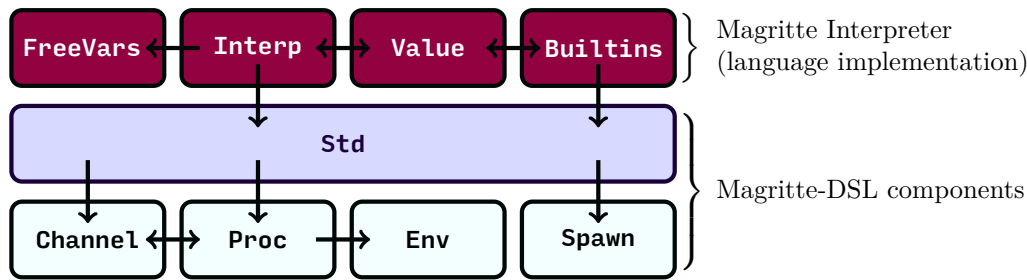 FreeVars
Interp
Value
Builtins
Magritte Interpreter
(language implementation)
Std
Magritte-DSL components
Channel
Proc
Env
Spawn